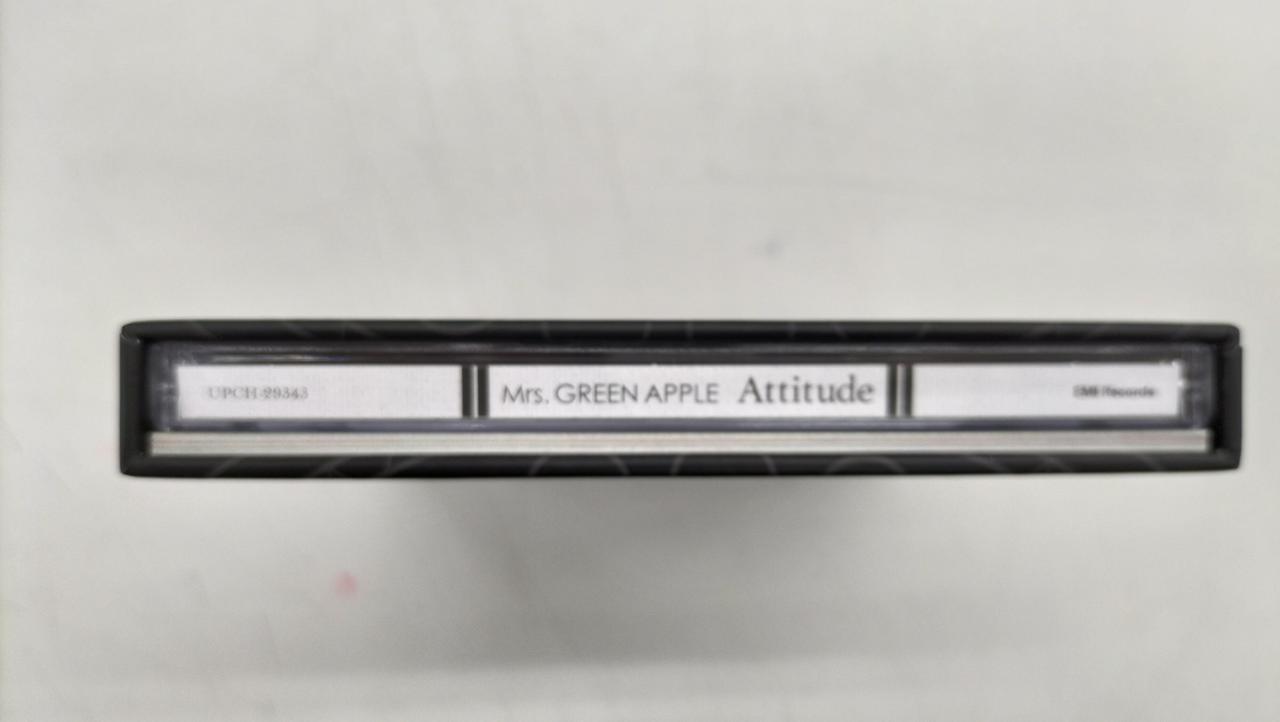 UPCH-29343
Mrs. GREEN APPLE Attitude
EMI Records